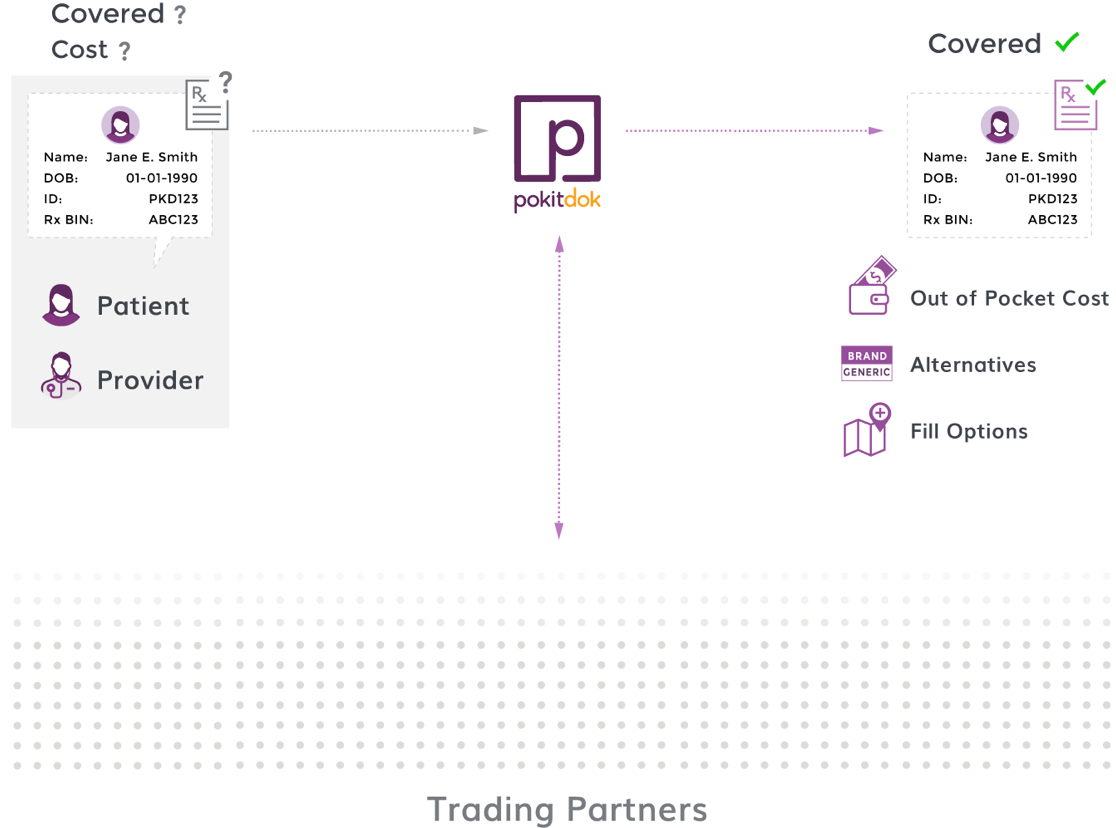 Covered ?
Cost ?
Rx ?
Name: Jane E. Smith
DOB: 01-01-1990
ID: PKD123
Rx BIN: ABC123
Patient
Provider
p
pokitdok
Covered
Rx
Name: Jane E. Smith
DOB: 01-01-1990
ID: PKD123
Rx BIN: ABC123
$
Out of Pocket Cost
BRAND
GENERIC
Alternatives
Fill Options
Trading Partners